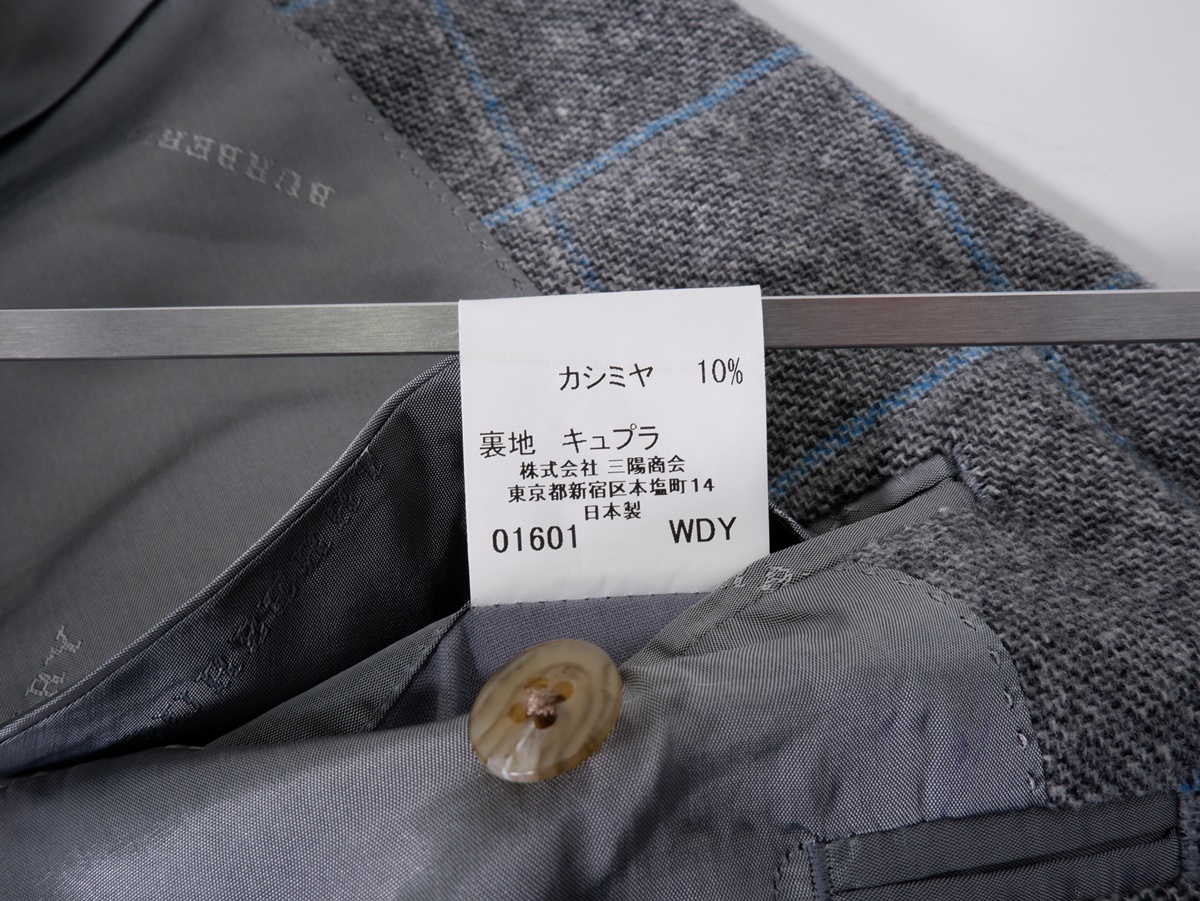 BURBER
カシミヤ 10%
裏地 キュプラ
株式会社 三陽商会
東京都新宿区本塩町14
日本製
01601 WDY